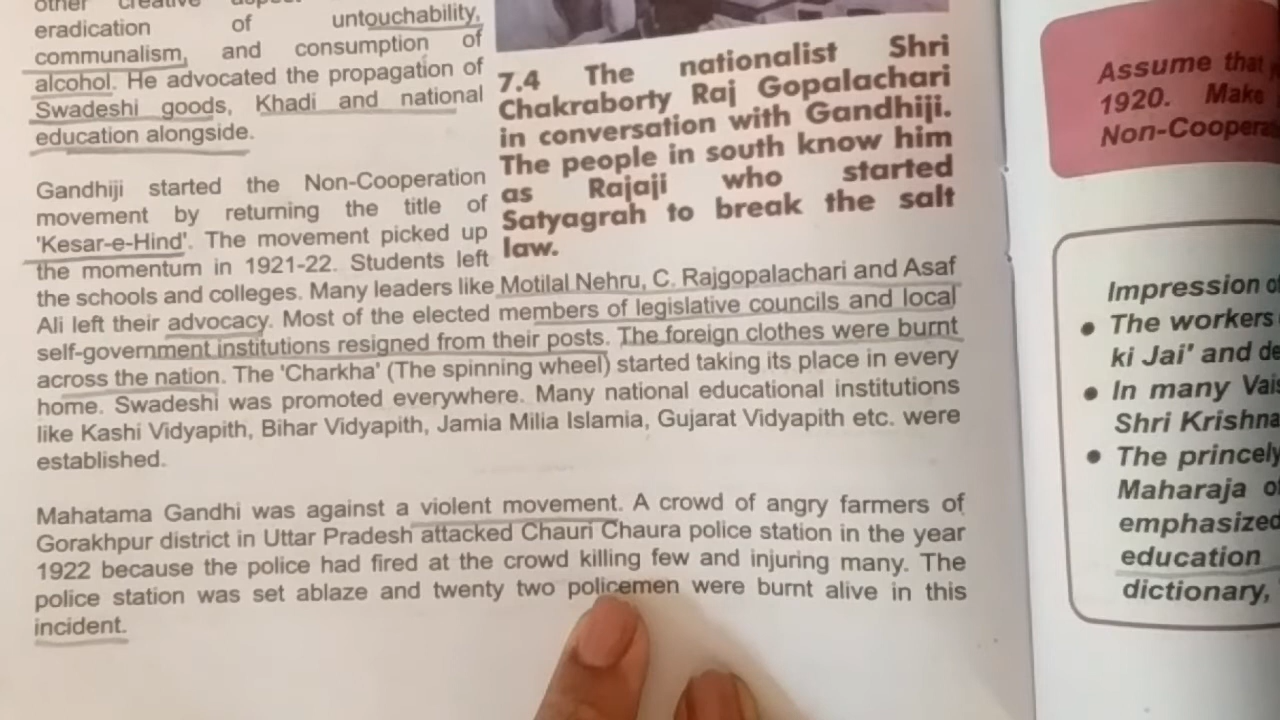 eradication of untouchability,
communalism, and consumption of
alcohol. He advocated the propagation of
Swadeshi goods, Khadi and national
education alongside.
Gandhiji started the Non-Cooperation
movement by returning the title of
'Kesar-e-Hind'. The movement picked up
the momentum in 1921-22. Students left
the schools and colleges. Many leaders like Motilal Nehru, C. Rajgopalachari and Asaf
Ali left their advocacy. Most of the elected members of legislative councils and local
self-government institutions resigned from their posts. The foreign clothes were burnt
across the nation. The 'Charkha' (The spinning wheel) started taking its place in every
home. Swadeshi was promoted everywhere. Many national educational institutions
like Kashi Vidyapith, Bihar Vidyapith, Jamia Milia Islamia, Gujarat Vidyapith etc. were
established.
Mahatama Gandhi was against a violent movement. A crowd of angry farmers of
Gorakhpur district in Uttar Pradesh attacked Chauri Chaura police station in the year
1922 because the police had fired at the crowd killing few and injuring many. The
police station was set ablaze and twenty two policemen were burnt alive in this
incident.
7.4 The nationalist Shri
Chakraborty Raj Gopalachari
in conversation with Gandhiji.
The people in south know him
as Rajaji who started
Satyagrah to break the salt
law.
Assume that
1920. Make
Impression
• The workers
ki Jai' and
• In many
Shri Krishna
• The princely
Maharaja
emphasized
education
dictionary,